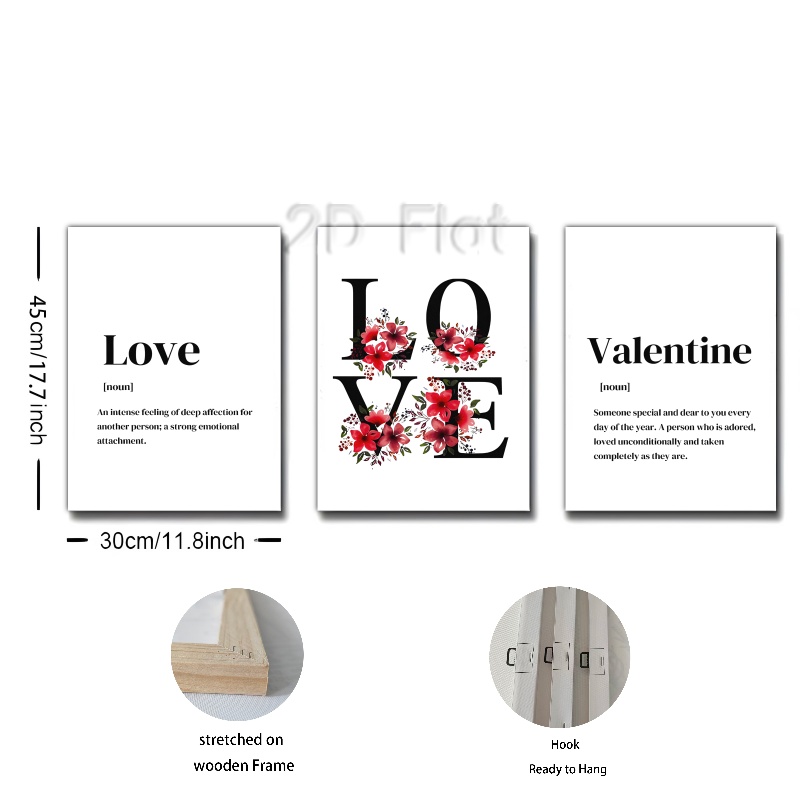 2D Flat
45cm/17.7inch
Love
[noun]
An intense feeling of deep affection for
another person; a strong emotional
attachment.
LO
VE
Valentine
[noun]
Someone special and dear to you every
day of the year. A person who is adored,
loved unconditionally and taken
completely as they are.
30cm/11.8inch
stretched on
wooden Frame
Hook
Ready to Hang